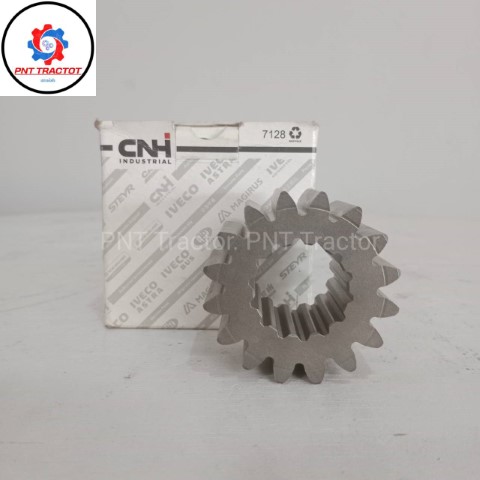 PNT TRACTOT
CNH
INDUSTRIAL
7128
STEYR
IVECO
ASTRA
IVECO
BUS
IVECO
MAGIRUS
IVECO
ASTRA
MAGIRUS
STEYR
PNT Tractor. PNT Tractor